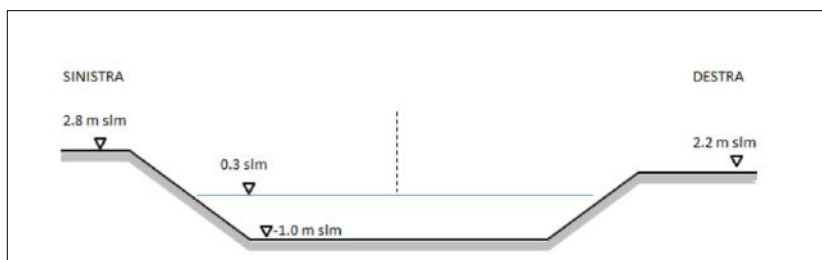 SINISTRA
DESTRA
2.8 m slm
2.2 m slm
0.3 slm
-1.0 m slm